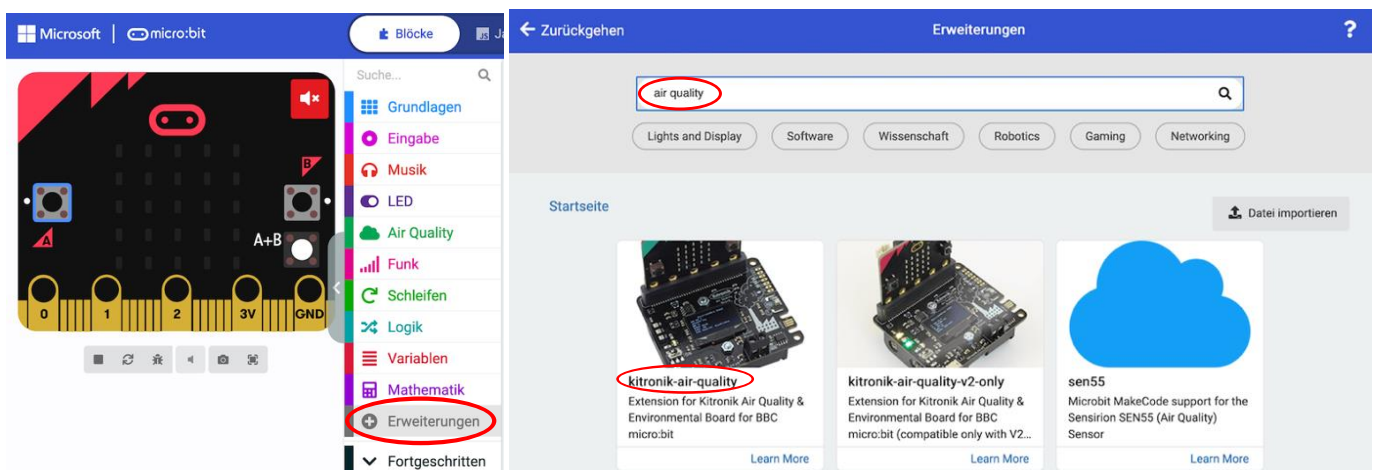 Microsoft | micro:bit
Blöcke
JS
Suche...
Grundlagen
Eingabe
Musik
LED
Air Quality
Funk
Schleifen
Logik
Variablen
Mathematik
Erweiterungen
Fortgeschritten
A
B
A+B
0 1 2 3V GND
Zurückgehen
Erweiterungen
?
air quality
Lights and Display
Software
Wissenschaft
Robotics
Gaming
Networking
Startseite
Datei importieren
kitronik-air-quality
Extension for Kitronik Air Quality &
Environmental Board for BBC
micro:bit
Learn More
kitronik-air-quality-v2-only
Extension for Kitronik Air Quality &
Environmental Board for BBC
micro:bit (compatible only with V2...
Learn More
sen55
Microbit MakeCode support for the
Sensirion SEN55 (Air Quality)
Sensor
Learn More